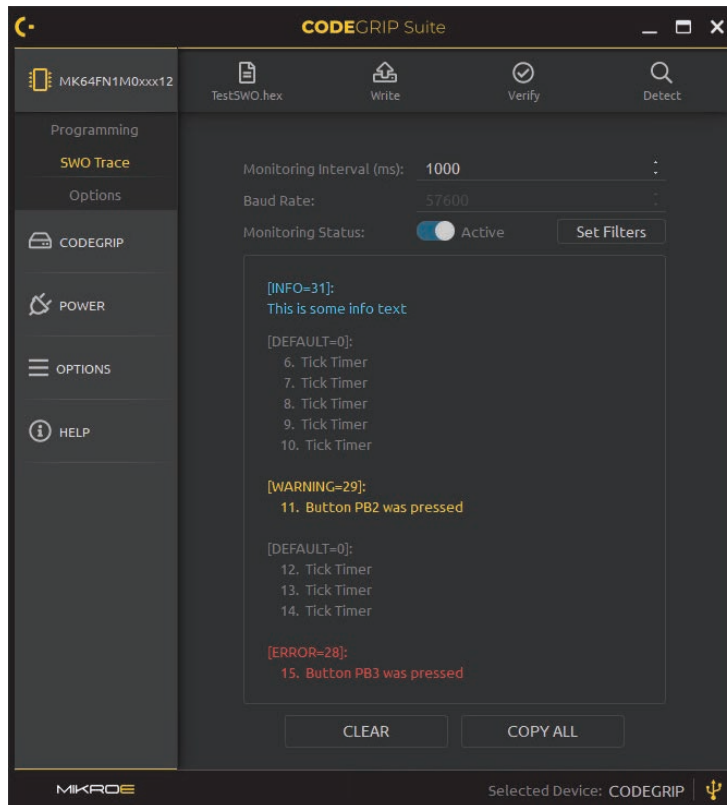 CODEGRIP Suite
MK64FN1M0xxx12
TestSWO.hex
Write
Verify
Detect
Programming
SWO Trace
Options
CODEGRIP
POWER
OPTIONS
HELP
Monitoring Interval (ms): 1000
Baud Rate: 57600
Monitoring Status: Active Set Filters
[INFO=31]:
This is some info text
[DEFAULT=0]:
6. Tick Timer
7. Tick Timer
8. Tick Timer
9. Tick Timer
10. Tick Timer
[WARNING=29]:
11. Button PB2 was pressed
[DEFAULT=0]:
12. Tick Timer
13. Tick Timer
14. Tick Timer
[ERROR=28]:
15. Button PB3 was pressed
CLEAR COPY ALL
MIKROE
Selected Device: CODEGRIP